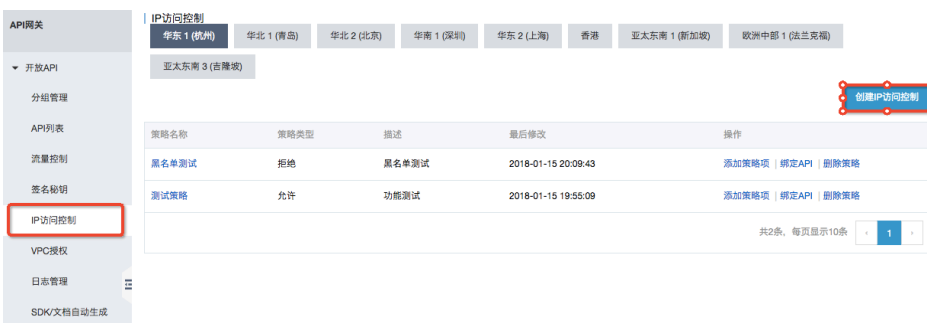 API网关
开放API
分组管理
API列表
流量控制
签名秘钥
IP访问控制
VPC授权
日志管理
SDK/文档自动生成
IP访问控制
华东 1 (杭州) 华北 1 (青岛) 华北 2 (北京) 华南 1 (深圳) 华东 2 (上海) 香港 亚太东南 1 (新加坡) 欧洲中部 1 (法兰克福)
亚太东南 3 (吉隆坡)
创建IP访问控制
策略名称 策略类型 描述 最后修改 操作
黑名单测试 拒绝 黑名单测试 2018-01-15 20:09:43 添加策略项 | 绑定API | 删除策略
测试策略 允许 功能测试 2018-01-15 19:55:09 添加策略项 | 绑定API | 删除策略
共2条, 每页显示10条 ‹ 1 ›